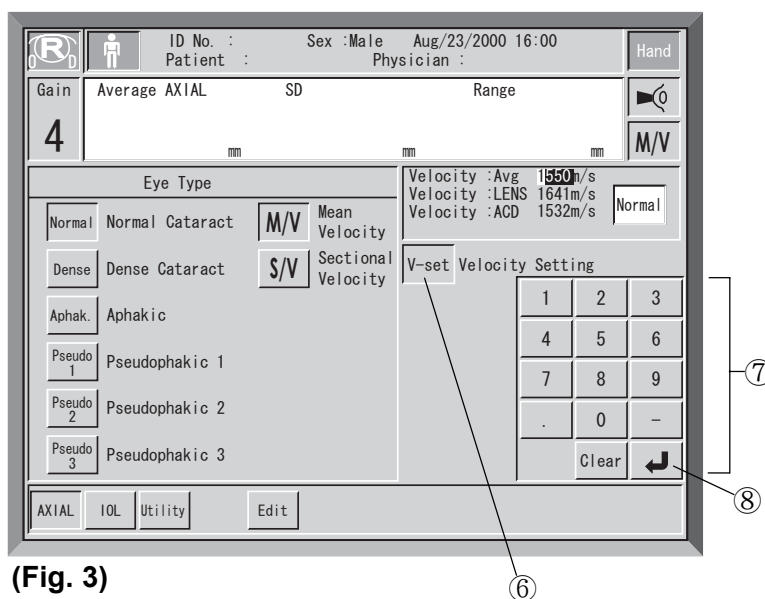 R
O D
ID No. : Sex :Male Aug/23/2000 16:00
Patient : Physician :
Hand
Gain
4
Average AXIAL SD Range
mm mm mm
M/V
Eye Type
Velocity :Avg 1550m/s
Velocity :LENS 1641m/s
Velocity :ACD 1532m/s
Normal
Normal Normal Cataract
M/V Mean Velocity
Dense Dense Cataract
S/V Sectional Velocity
V-set Velocity Setting
Aphak. Aphakic
Pseudo 1 Pseudophakic 1
Pseudo 2 Pseudophakic 2
Pseudo 3 Pseudophakic 3
1 2 3
4 5 6
7 8 9
. 0 -
Clear
⑦
⑧
AXIAL IOL Utility Edit
(Fig. 3)
⑥